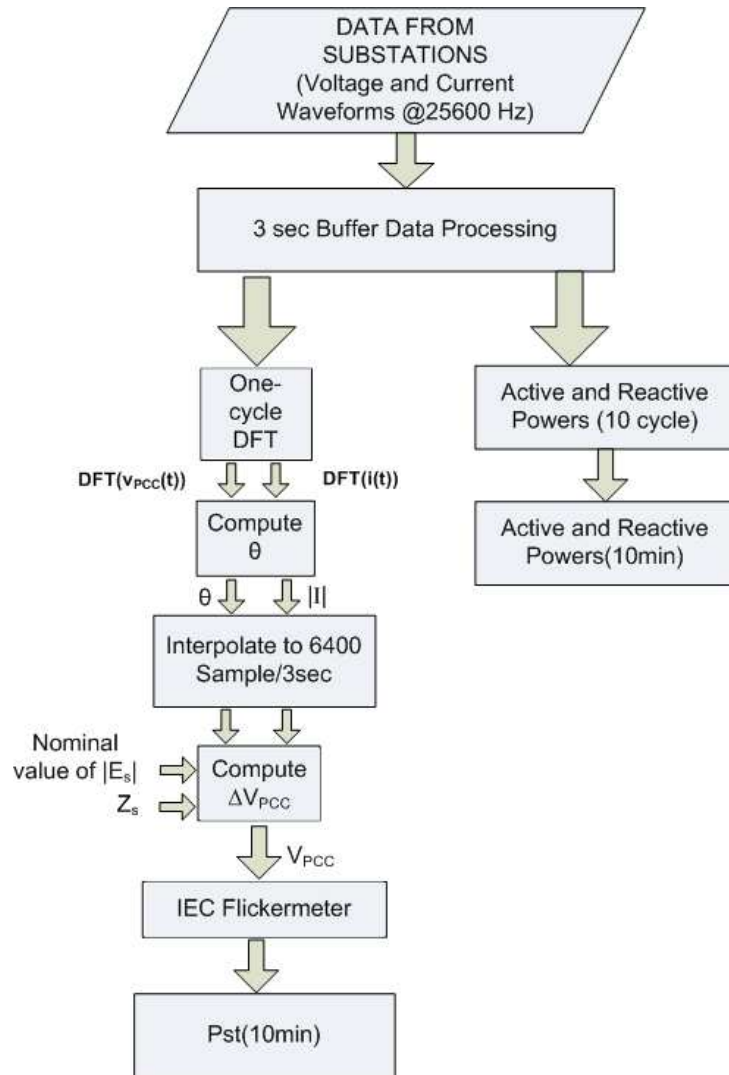 DATA FROM
SUBSTATIONS
(Voltage and Current
Waveforms @25600 Hz)
3 sec Buffer Data Processing
One-
cycle
DFT
Active and Reactive
Powers (10 cycle)
DFT(vPCC(t))
DFT(i(t))
Compute
θ
Active and Reactive
Powers(10min)
θ
|I|
Interpolate to 6400
Sample/3sec
Nominal
value of |Es|
Zs
Compute
ΔVPCC
VPCC
IEC Flickermeter
Pst(10min)